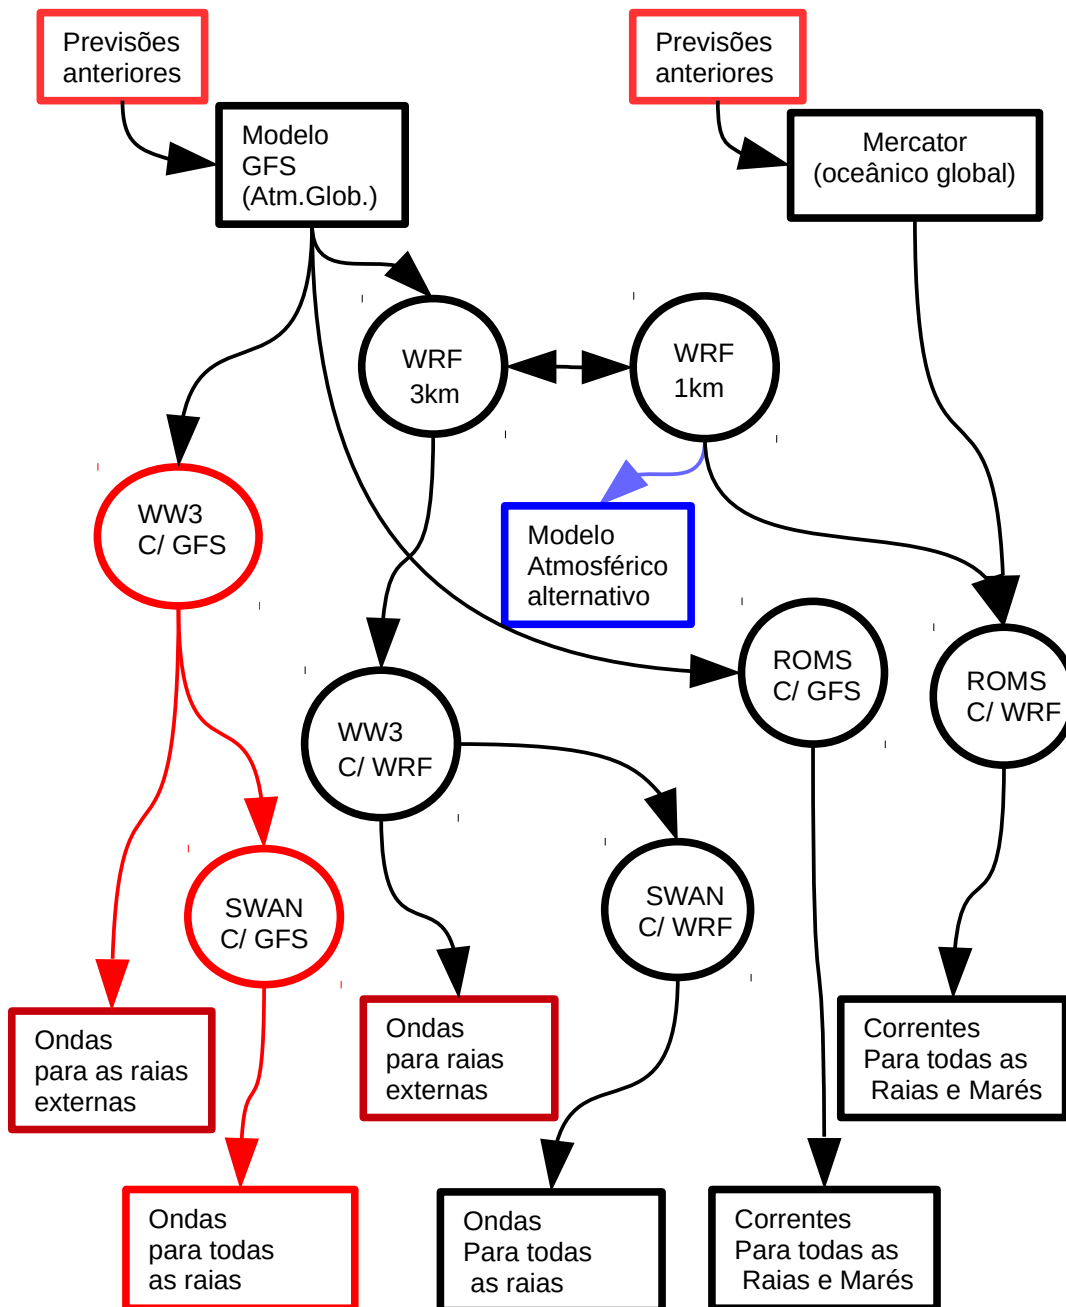 Previsões
anteriores
Previsões
anteriores
Modelo
GFS
(Atm.Glob.)
Mercator
(oceânico global)
WRF
3km
WRF
1km
WW3
C/ GFS
Modelo
Atmosférico
alternativo
ROMS
C/ GFS
ROMS
C/ WRF
WW3
C/ WRF
SWAN
C/ GFS
SWAN
C/ WRF
Ondas
para as raias
externas
Ondas
para raias
externas
Correntes
Para todas as
Raias e Marés
Ondas
para todas
as raias
Ondas
Para todas
as raias
Correntes
Para todas as
Raias e Marés